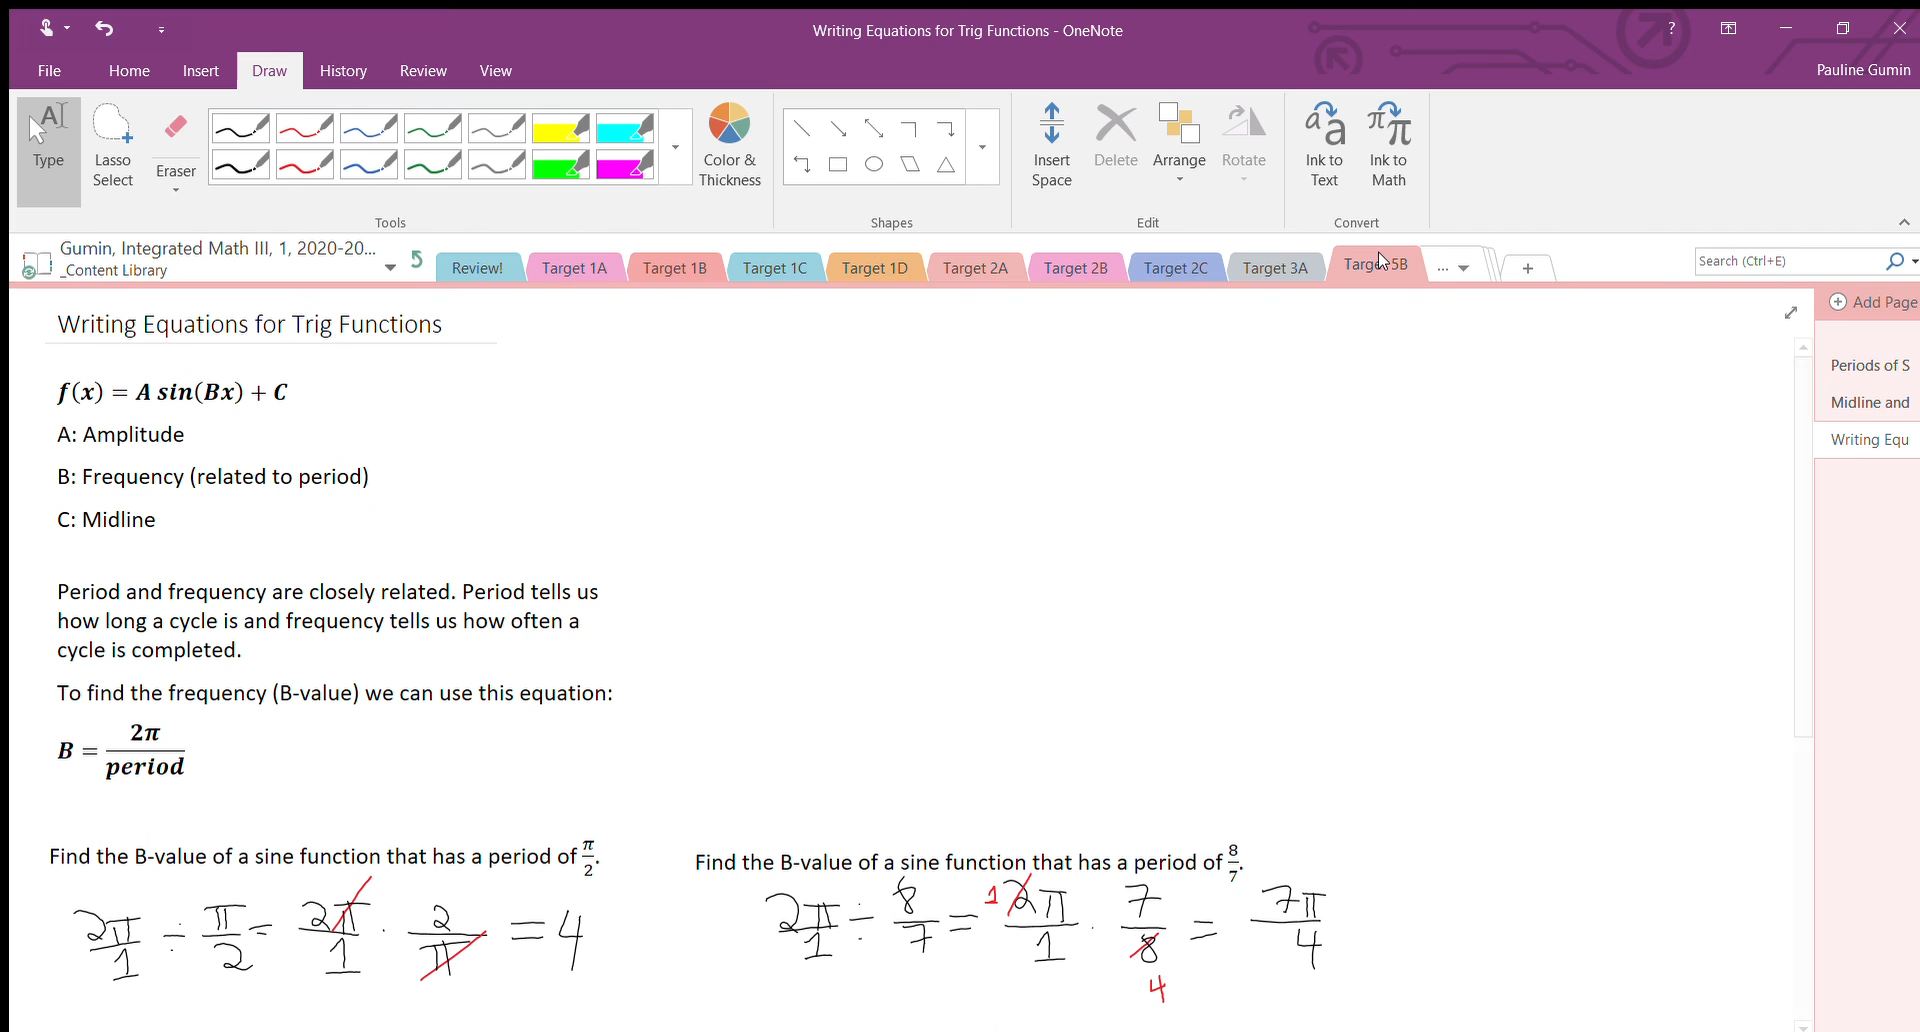 Writing Equations for Trig Functions - OneNote
?
File Home Insert Draw History Review View
Pauline Gumin
Type
Lasso Select
Eraser
Color & Thickness
Insert Space
Delete
Arrange
Rotate
Ink to Text
Ink to Math
Tools
Shapes
Edit
Convert
Gumin, Integrated Math III, 1, 2020-20...
_Content Library
Review! Target 1A Target 1B Target 1C Target 1D Target 2A Target 2B Target 2C Target 3A Target 5B ... +
Search (Ctrl+E)
Add Page
Periods of S
Midline and
Writing Equ
Writing Equations for Trig Functions
f(x) = A sin(Bx) + C
A: Amplitude
B: Frequency (related to period)
C: Midline
Period and frequency are closely related. Period tells us
how long a cycle is and frequency tells us how often a
cycle is completed.
To find the frequency (B-value) we can use this equation:
B = 2π/period
Find the B-value of a sine function that has a period of π/2.
2π/1 ÷ π/2 = 2π/1 · 2/π = 4
Find the B-value of a sine function that has a period of 8/7.
2π/1 ÷ 8/7 = 1 2π/1 · 7/8 4 = 7π/4